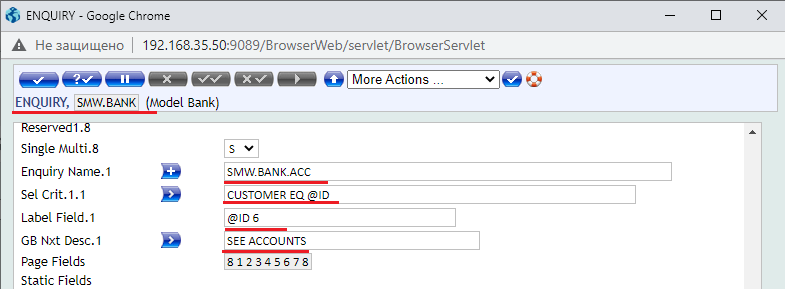 ENQUIRY - Google Chrome
Не защищено 192.168.35.50:9089/BrowserWeb/servlet/BrowserServlet
More Actions ...
ENQUIRY, SMW.BANK (Model Bank)
Reserved1.8
Single Multi.8 S
Enquiry Name.1 SMW.BANK.ACC
Sel Crit.1.1 CUSTOMER EQ @ID
Label Field.1 @ID 6
GB Nxt Desc.1 SEE ACCOUNTS
Page Fields 8 1 2 3 4 5 6 7 8
Static Fields